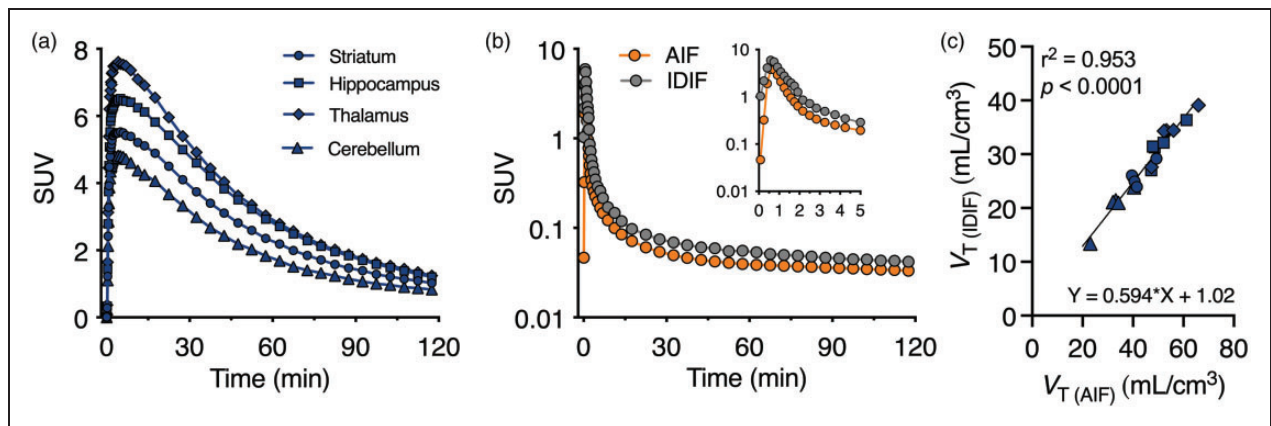 (a)
8
6
4
2
0
SUV
0 30 60 90 120
Time (min)
Striatum
Hippocampus
Thalamus
Cerebellum
(b)
10
1
0.1
0.01
SUV
0 30 60 90 120
Time (min)
AIF
IDIF
10
1
0.1
0.01
0 1 2 3 4 5
(c)
50
40
30
20
10
0
V_T (IDIF) (mL/cm³)
r² = 0.953
p < 0.0001
Y = 0.594*X + 1.02
0 20 40 60 80
V_T (AIF) (mL/cm³)